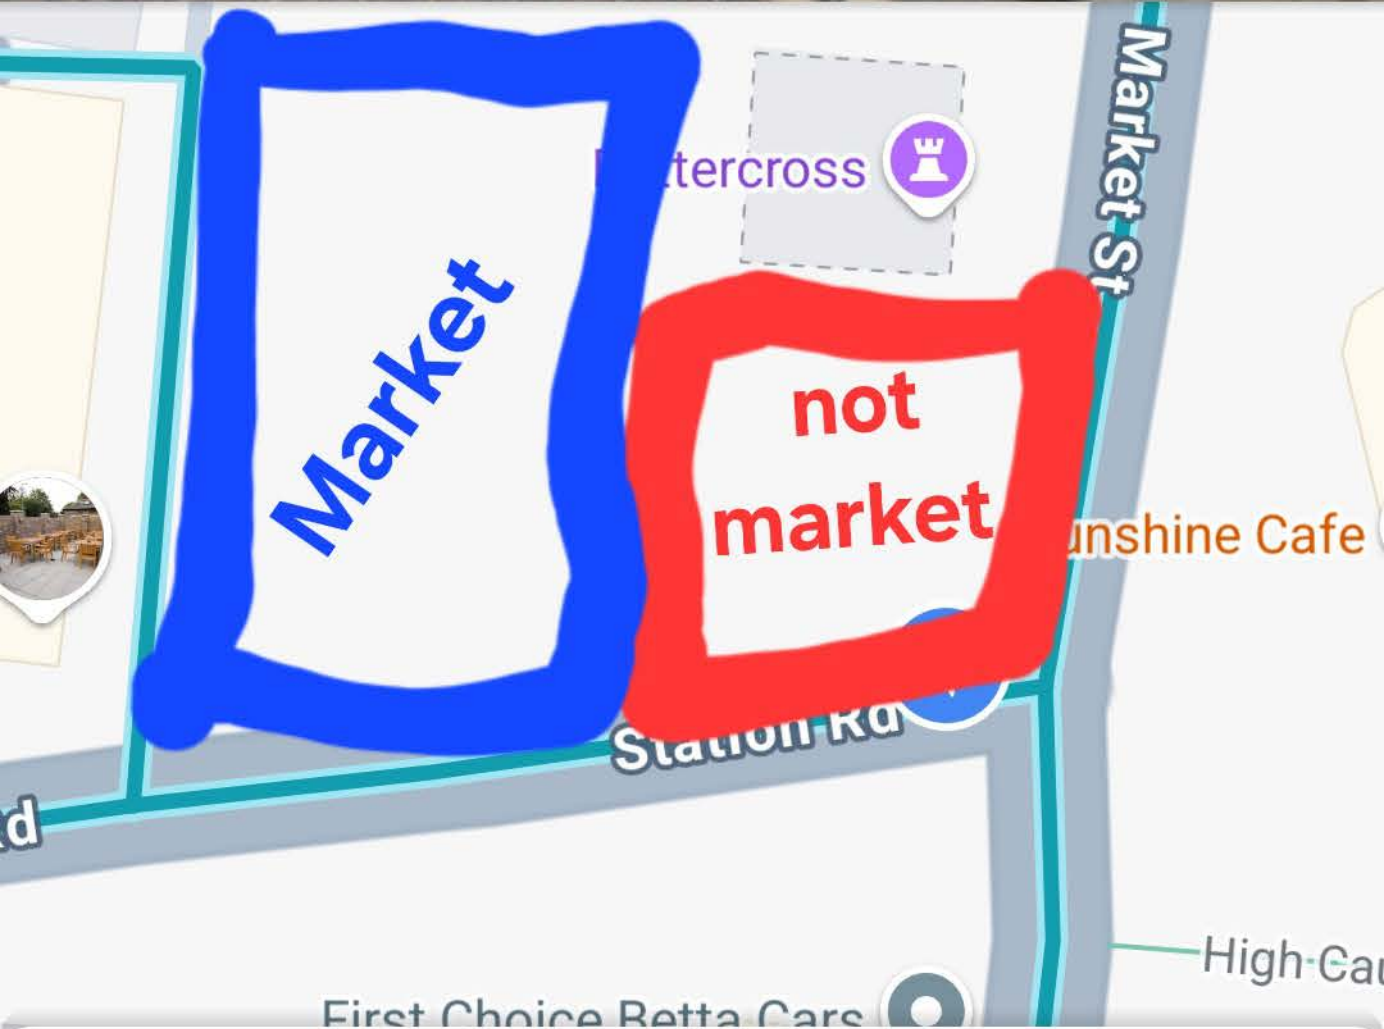 Market St
tercross
Market
not
market
unshine Cafe
Station Rd
d
High Cau
First Choice Betta Cars